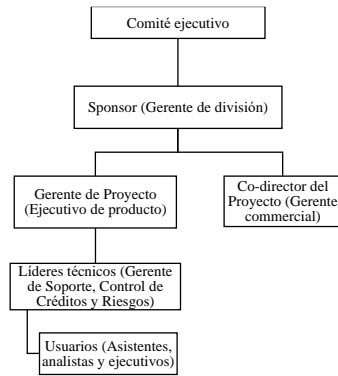 Comité ejecutivo
Sponsor (Gerente de división)
Gerente de Proyecto
(Ejecutivo de producto)
Co-director del
Proyecto (Gerente
commercial)
Líderes técnicos (Gerente
de Soporte, Control de
Créditos y Riesgos)
Usuarios (Asistentes,
analistas y ejecutivos)